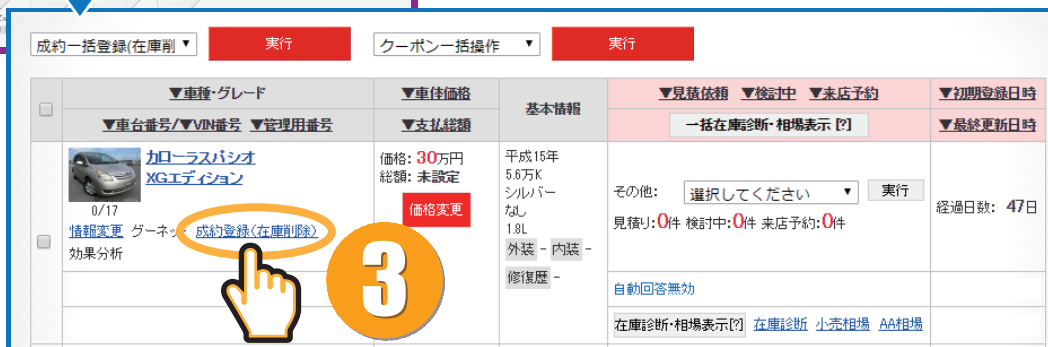 成約一括登録(在庫削 ▼ 実行 クーポン一括操作 ▼ 実行
▼車種・グレード ▼車体価格 基本情報 ▼見積依頼 ▼検討中 ▼来店予約 ▼初期登録日時
▼車台番号/▼VIN番号 ▼管理用番号 ▼支払総額 一括在庫診断・相場表示 [?] ▼最終更新日時
カローラスパシオ
XGエディション
0/17
情報変更 グーネット 成約登録(在庫削除)
効果分析
価格: 30万円
総額: 未設定
価格変更
平成15年
5.6万K
シルバー
なし
1.8L
外装 - 内装 -
修復歴 -
その他: 選択してください ▼ 実行
見積り:0件 検討中:0件 来店予約:0件
自動回答無効
在庫診断・相場表示[?] 在庫診断 小売相場 AA相場
経過日数: 47日
3